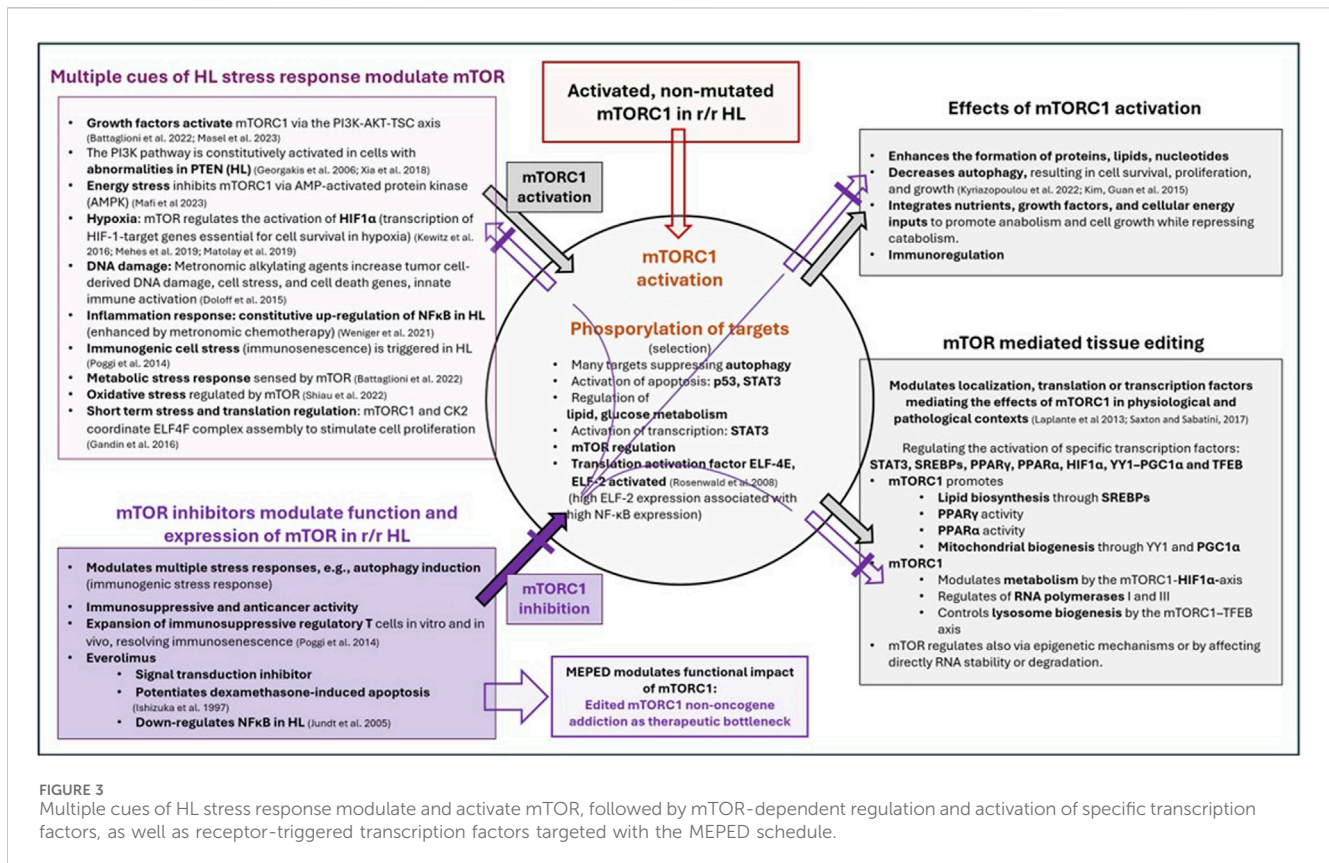 Multiple cues of HL stress response modulate mTOR
• Growth factors activate mTORC1 via the PI3K-AKT-TSC axis
(Battaglioni et al. 2022; Masel et al. 2023)
• The PI3K pathway is constitutively activated in cells with
abnormalities in PTEN (HL) (Georgakis et al. 2006; Xia et al. 2018)
• Energy stress inhibits mTORC1 via AMP-activated protein kinase
(AMPK) (Mafi et al 2023)
• Hypoxia: mTOR regulates the activation of HIF1α (transcription of
HIF-1-target genes essential for cell survival in hypoxia) (Kewitz et al.
2016; Mehes et al. 2019; Matolay et al. 2019)
• DNA damage: Metronomic alkylating agents increase tumor cell-
derived DNA damage, cell stress, and cell death genes, innate
immune activation (Doloff et al. 2015)
• Inflammation response: constitutive up-regulation of NFκB in HL
(enhanced by metronomic chemotherapy) (Weniger et al. 2021)
• Immunogenic cell stress (immunosenescence) is triggered in HL
(Poggi et al. 2014)
• Metabolic stress response sensed by mTOR (Battaglioni et al. 2022)
• Oxidative stress regulated by mTOR (Shiau et al. 2022)
• Short term stress and translation regulation: mTORC1 and CK2
coordinate ELF4F complex assembly to stimulate cell proliferation
(Gandin et al. 2016)
mTOR inhibitors modulate function and
expression of mTOR in r/r HL
• Modulates multiple stress responses, e.g., autophagy induction
(immunogenic stress response)
• Immunosuppressive and anticancer activity
• Expansion of immunosuppressive regulatory T cells in vitro and in
vivo, resolving immunosenescence (Poggi et al. 2014)
• Everolimus
• Signal transduction inhibitor
• Potentiates dexamethasone-induced apoptosis
(Ishizuka et al. 1997)
• Down-regulates NFκB in HL (Jundt et al. 2005)
Activated, non-mutated
mTORC1 in r/r HL
mTORC1
activation
mTORC1
activation
Phosporylation of targets
(selection)
• Many targets suppressing autophagy
• Activation of apoptosis: p53, STAT3
• Regulation of
lipid, glucose metabolism
• Activation of transcription: STAT3
• mTOR regulation
• Translation activation factor ELF-4E,
ELF-2 activated (Rosenwald et al. 2008)
(high ELF-2 expression associated with
high NF-κB expression)
mTORC1
inhibition
MEPED modulates functional impact
of mTORC1:
Edited mTORC1 non-oncogene
addiction as therapeutic bottleneck
Effects of mTORC1 activation
• Enhances the formation of proteins, lipids, nucleotides
• Decreases autophagy, resulting in cell survival, proliferation,
and growth (Kyriazopoulou et al. 2022; Kim, Guan et al. 2015)
• Integrates nutrients, growth factors, and cellular energy
inputs to promote anabolism and cell growth while repressing
catabolism.
• Immunoregulation
mTOR mediated tissue editing
Modulates localization, translation or transcription factors
mediating the effects of mTORC1 in physiological and
pathological contexts (Laplante et al 2013; Saxton and Sabatini, 2017)
Regulating the activation of specific transcription factors:
STAT3, SREBPs, PPARγ, PPARα, HIF1α, YY1–PGC1α and TFEB
• mTORC1 promotes
• Lipid biosynthesis through SREBPs
• PPARγ activity
• PPARα activity
• Mitochondrial biogenesis through YY1 and PGC1α
• mTORC1
• Modulates metabolism by the mTORC1-HIF1α-axis
• Regulates of RNA polymerases I and III
• Controls lysosome biogenesis by the mTORC1–TFEB
axis
• mTOR regulates also via epigenetic mechanisms or by affecting
directly RNA stability or degradation.
FIGURE 3
Multiple cues of HL stress response modulate and activate mTOR, followed by mTOR-dependent regulation and activation of specific transcription
factors, as well as receptor-triggered transcription factors targeted with the MEPED schedule.